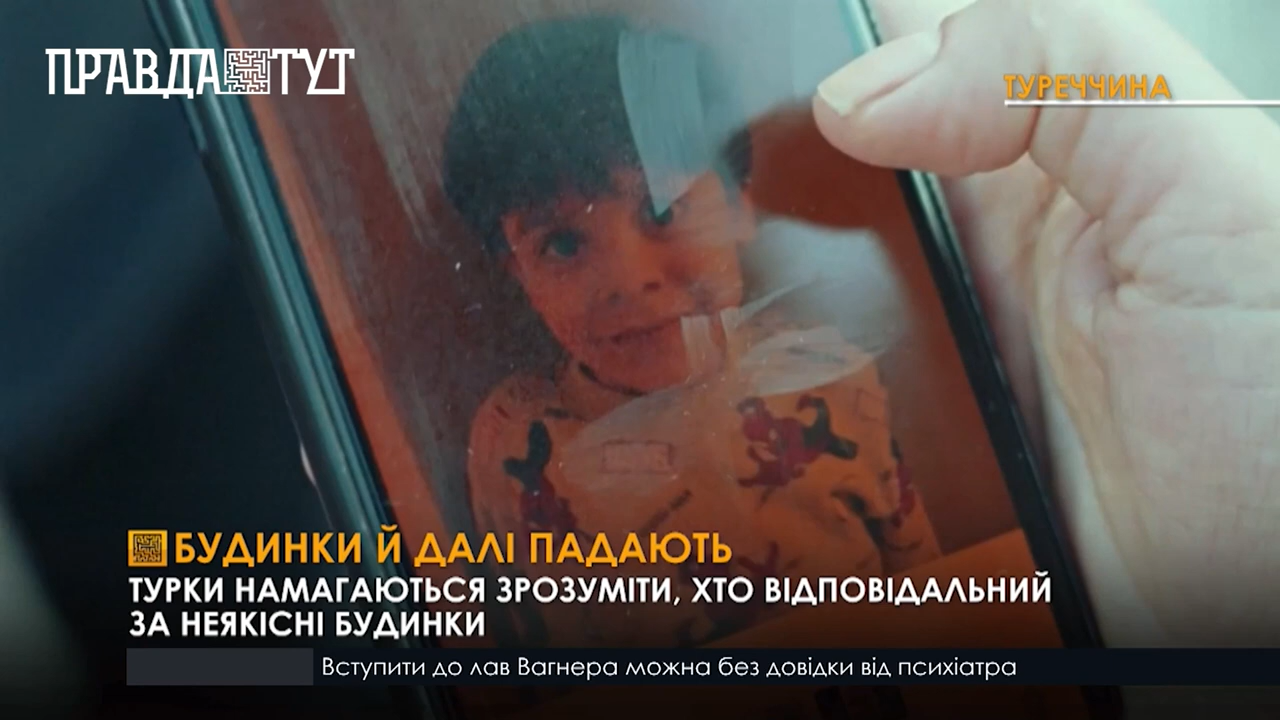 ПРАВДА ТУТ
ТУРЕЧЧИНА
БУДИНКИ Й ДАЛІ ПАДАЮТЬ
ТУРКИ НАМАГАЮТЬСЯ ЗРОЗУМІТИ, ХТО ВІДПОВІДАЛЬНИЙ
ЗА НЕЯКІСНІ БУДИНКИ
Вступити до лав Вагнера можна без довідки від психіатра